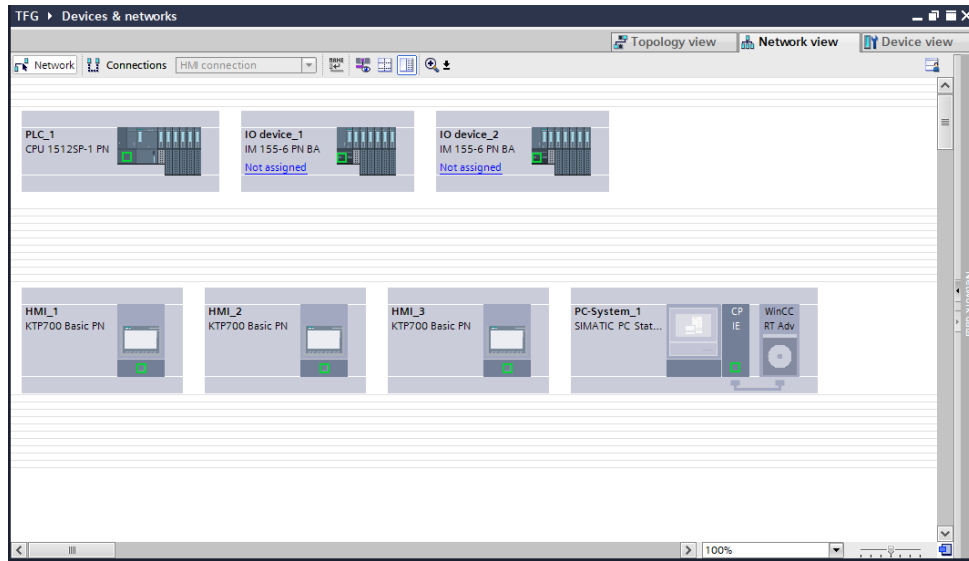 TFG ▸ Devices & networks
Topology view
Network view
Device view
Network
Connections
HMI connection
PLC_1
CPU 1512SP-1 PN
IO device_1
IM 155-6 PN BA
Not assigned
IO device_2
IM 155-6 PN BA
Not assigned
HMI_1
KTP700 Basic PN
HMI_2
KTP700 Basic PN
HMI_3
KTP700 Basic PN
PC-System_1
SIMATIC PC Stat...
CP
IE
WinCC
RT Adv
100%